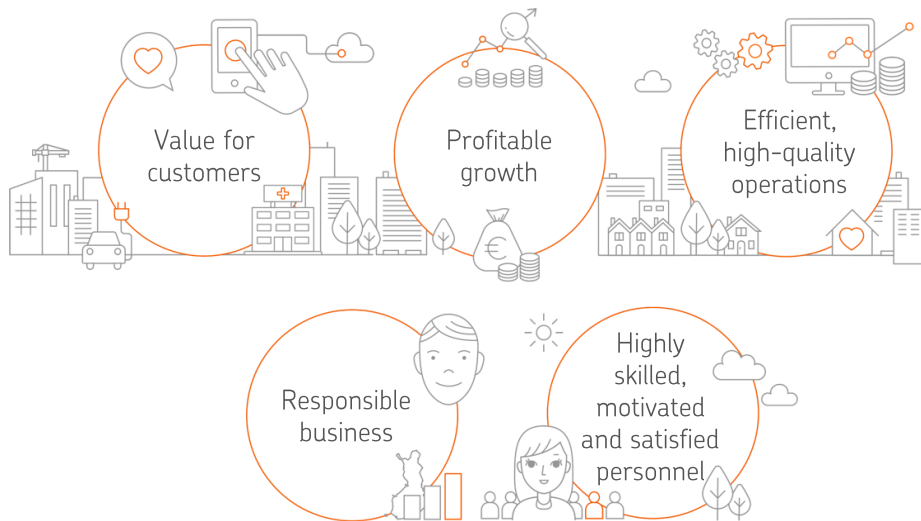 Value for
customers
Profitable
growth
Efficient,
high-quality
operations
Responsible
business
Highly
skilled,
motivated
and satisfied
personnel